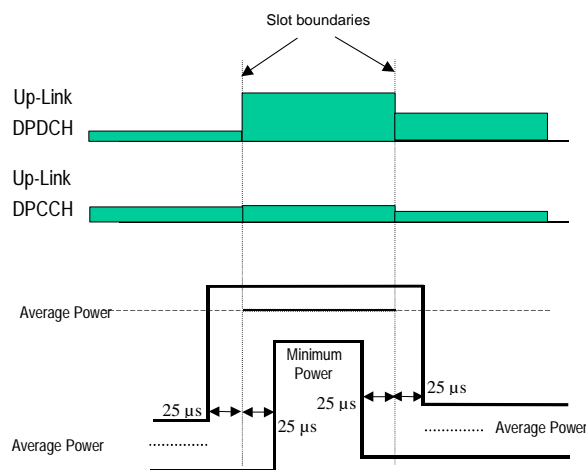 Slot boundaries
Up-Link
DPDCH
Up-Link
DPCCH
Average Power
Minimum
Power
25 µs
25 µs
25 µs
25 µs
Average Power
Average Power